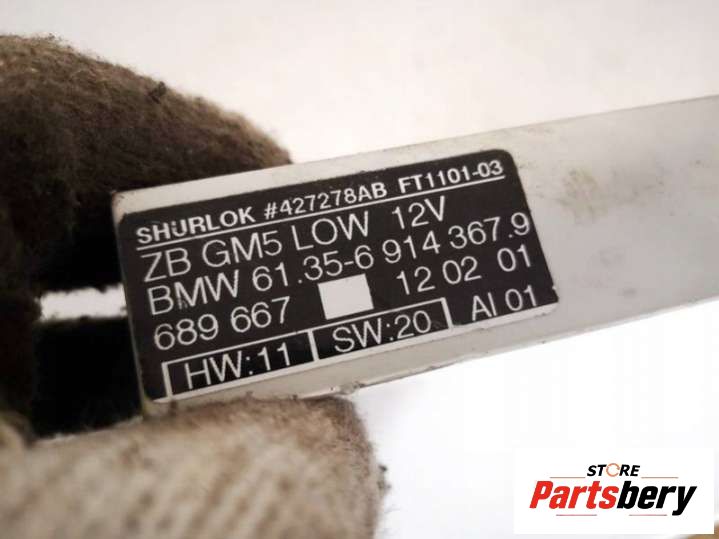 SHURLOK #427278AB FT1101-03
ZB GM5 LOW 12V
BMW 61.35-6 914 367.9
689 667 12 02 01
HW:11 SW:20 AI 01
STORE
Partsbery